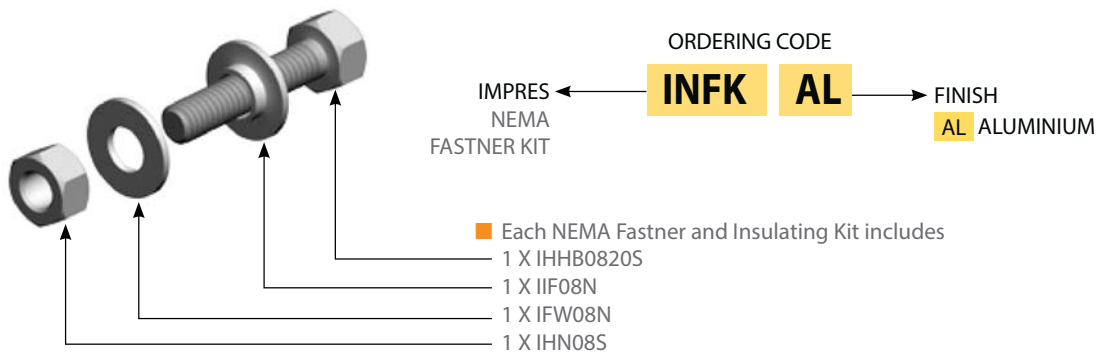 ORDERING CODE
IMPRES
INFK AL
FINISH
NEMA
FASTNER KIT
AL ALUMINIUM
Each NEMA Fastner and Insulating Kit includes
1 X IHHB0820S
1 X IIF08N
1 X IFW08N
1 X IHN08S